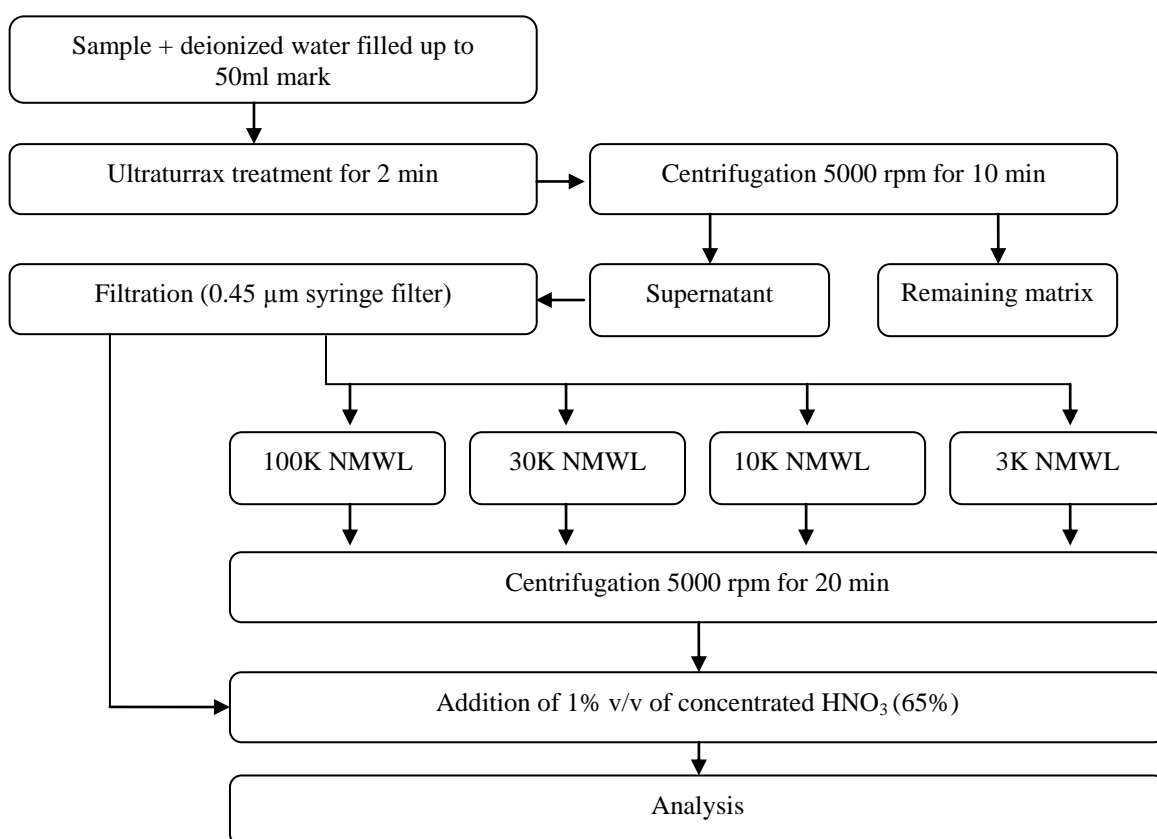 Sample + deionized water filled up to
50ml mark
Ultraturrax treatment for 2 min
Centrifugation 5000 rpm for 10 min
Filtration (0.45 µm syringe filter)
Supernatant
Remaining matrix
100K NMWL
30K NMWL
10K NMWL
3K NMWL
Centrifugation 5000 rpm for 20 min
Addition of 1% v/v of concentrated HNO₃ (65%)
Analysis